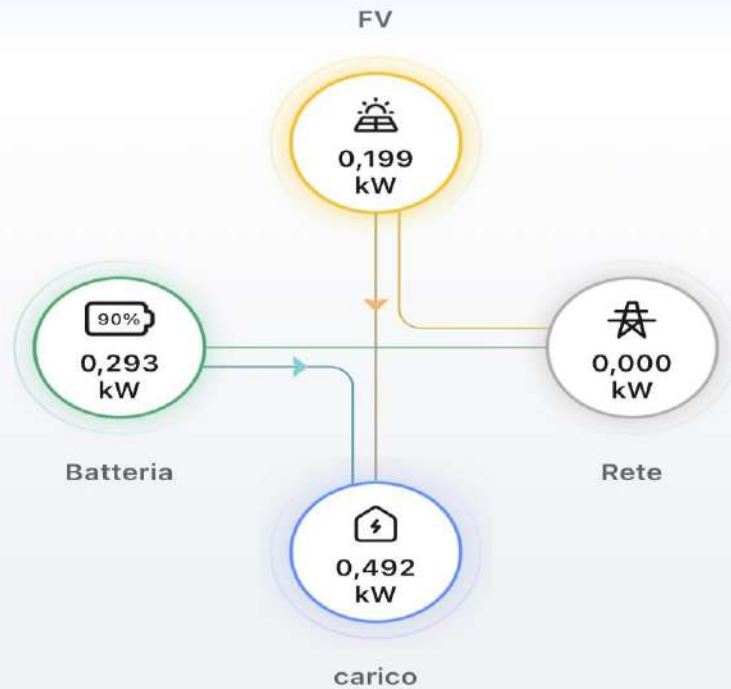 FV
0,199
kW
90%
0,293
kW
Batteria
0,000
kW
Rete
0,492
kW
carico